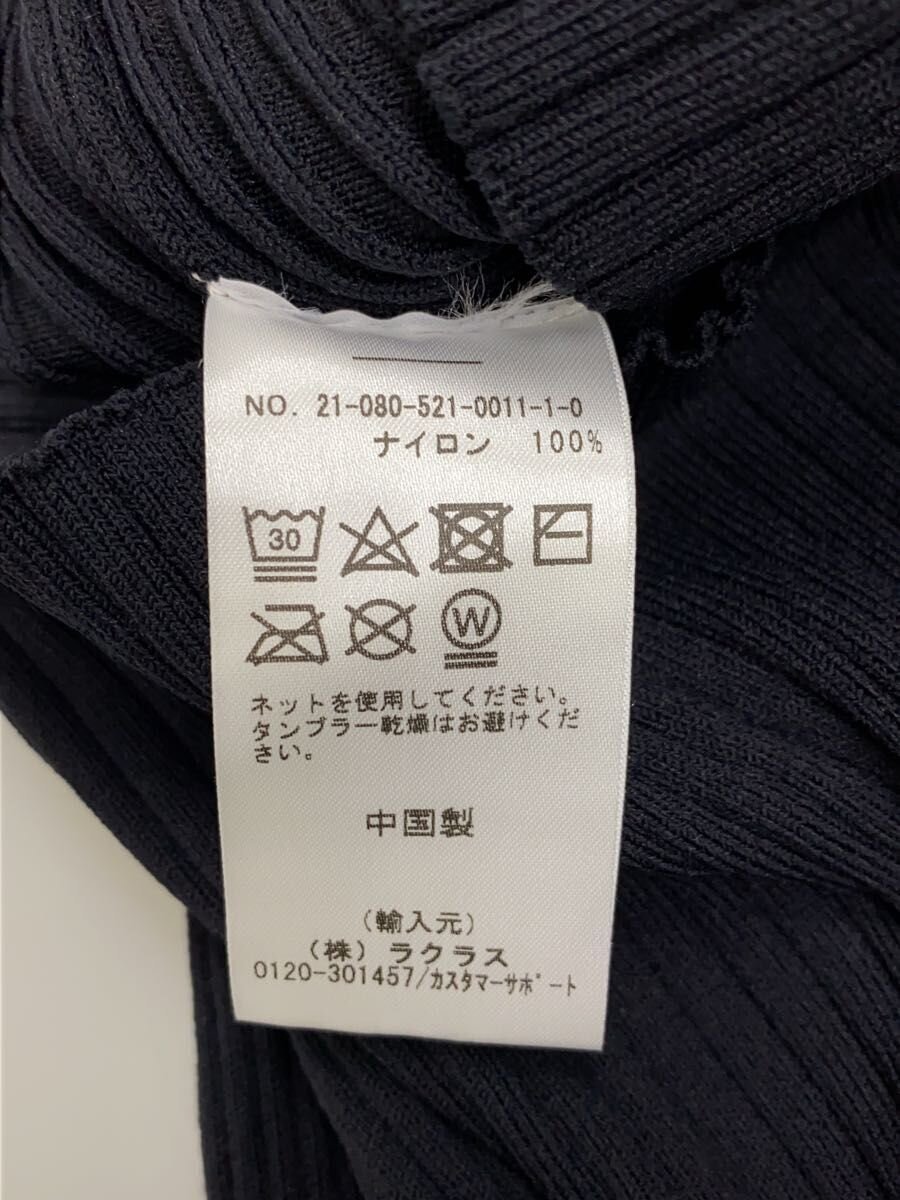 NO. 21-080-521-0011-1-0
ナイロン 100%
30
W
ネットを使用してください。
タンブラー乾燥はお避けくだ
さい。
中国製
(輸入元)
(株) ラクラス
0120-301457/カスタマーサポート